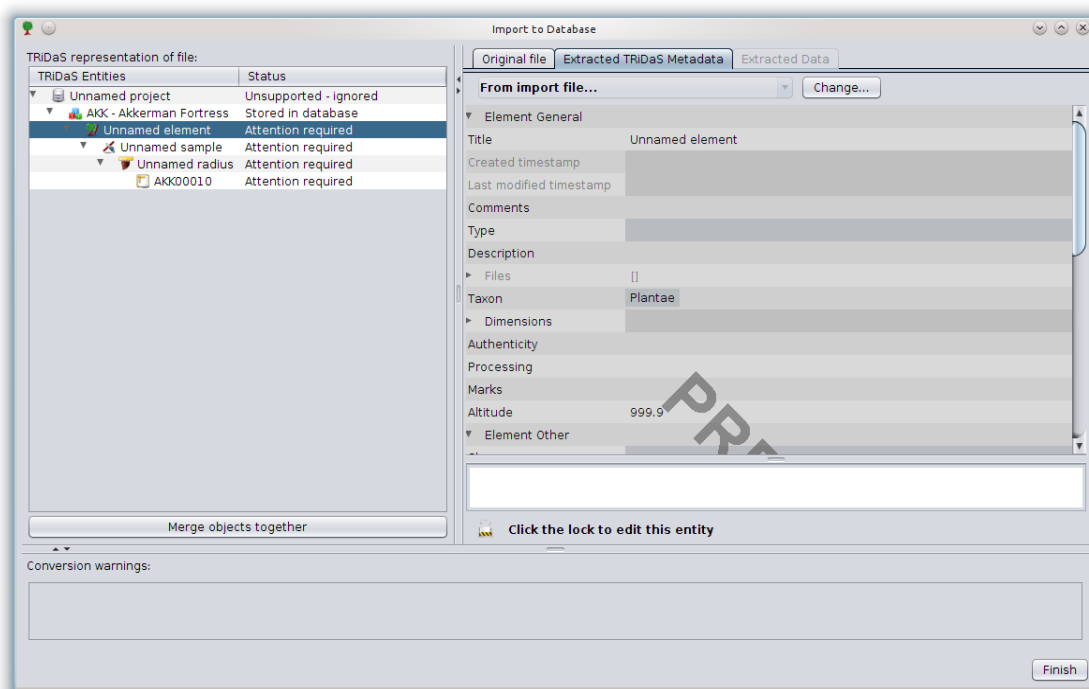 Import to Database
TRiDaS representation of file:
TRiDaS Entities Status
Unnamed project Unsupported - ignored
AKK - Akkerman Fortress Stored in database
Unnamed element Attention required
Unnamed sample Attention required
Unnamed radius Attention required
AKK00010 Attention required
Merge objects together
Original file Extracted TRiDaS Metadata Extracted Data
From import file... Change...
Element General
Title Unnamed element
Created timestamp
Last modified timestamp
Comments
Type
Description
Files []
Taxon Plantae
Dimensions
Authenticity
Processing
Marks
Altitude 999.9
Element Other
Click the lock to edit this entity
Conversion warnings:
Finish